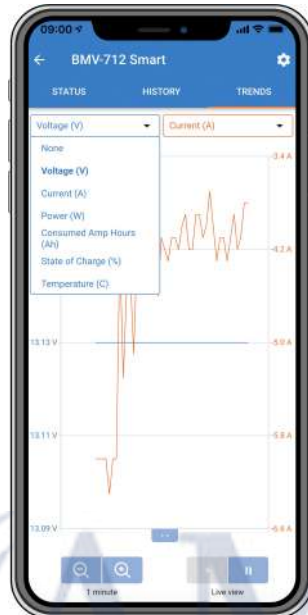 09:00
BMV-712 Smart
STATUS HISTORY TRENDS
Voltage (V) Current (A)
None
Voltage (V)
Current (A)
Power (W)
Consumed Amp Hours
(Ah)
State of Charge (%)
Temperature (C)
-3.4 A
-4.2 A
13.13 V -5.0 A
13.11 V -5.8 A
13.09 V -6.6 A
1 minute Live view